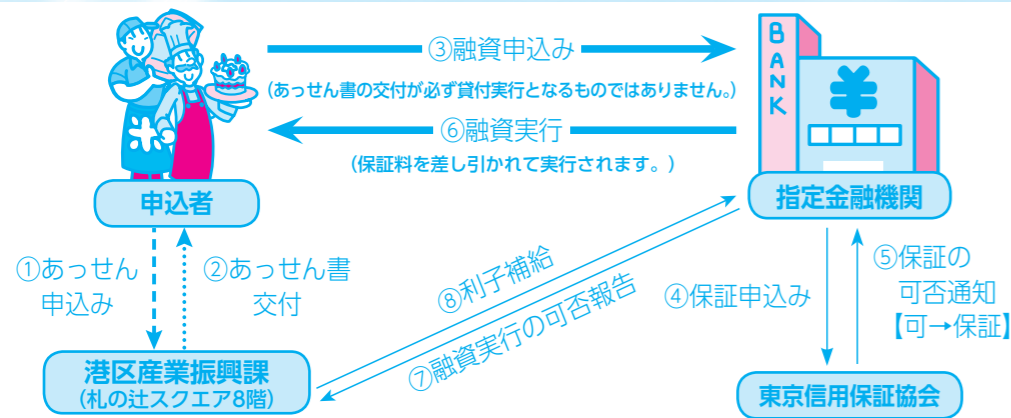 ③融資申込み
(あっせん書の交付が必ず貸付実行となるものではありません。)
⑥融資実行
(保証料を差し引かれて実行されます。)
BANK
申込者
指定金融機関
①あっせん
申込み
②あっせん書
交付
⑧利子補給
⑦融資実行の可否報告
④保証申込み
⑤保証の
可否通知
【可→保証】
港区産業振興課
(札の辻スクエア8階)
東京信用保証協会